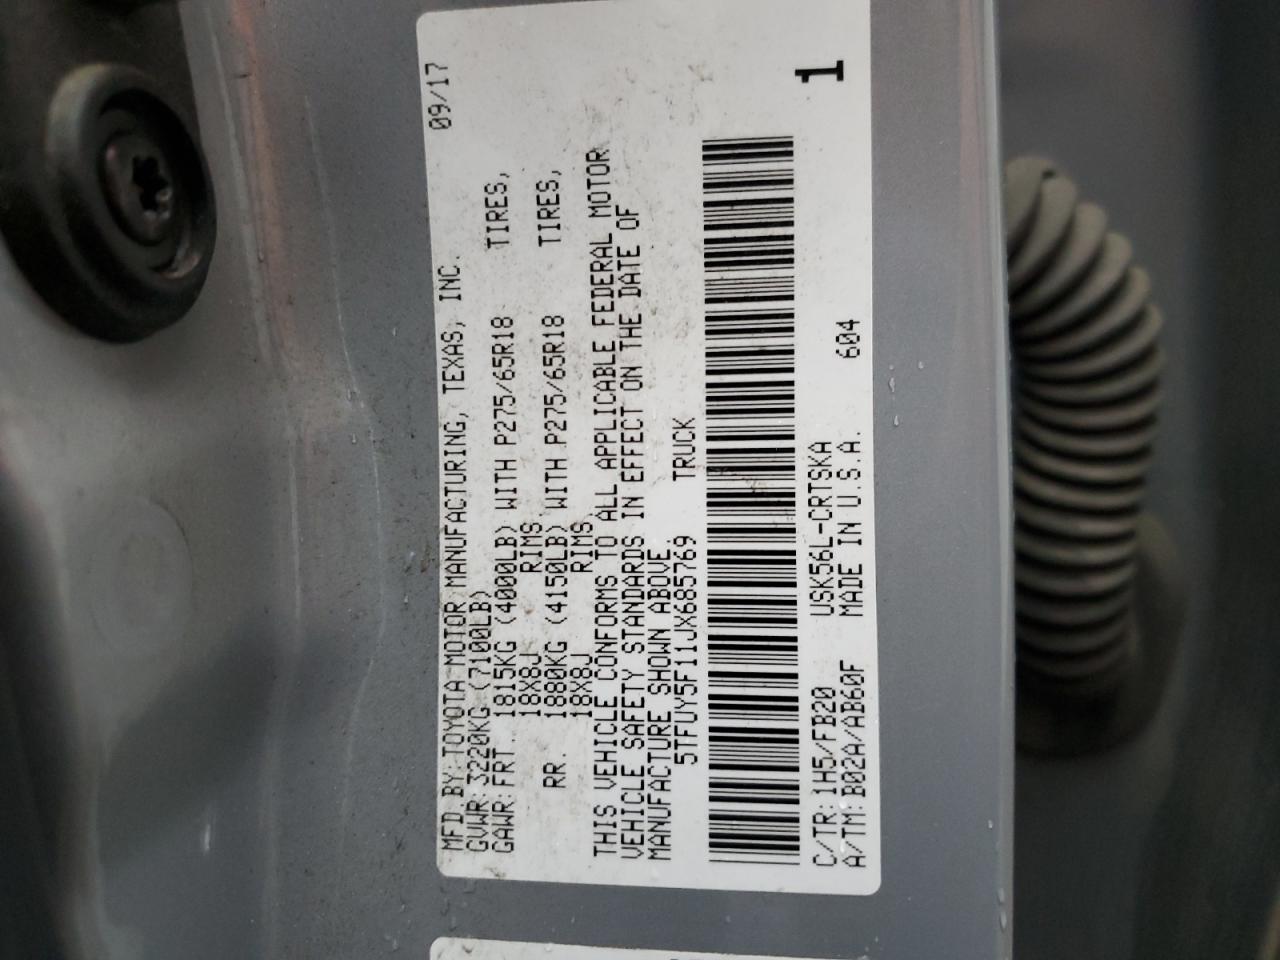 MFD.BY:TOYOTA MOTOR MANUFACTURING, TEXAS, INC. 09/17
GVWR:3220KG (7100LB)
GAWR:FRT. 1815KG (4000LB) WITH P275/65R18 TIRES,
18X8J RIMS
RR. 1880KG (4150LB) WITH P275/65R18 TIRES,
18X8J RIMS
THIS VEHICLE CONFORMS TO ALL APPLICABLE FEDERAL MOTOR
VEHICLE SAFETY STANDARDS IN EFFECT ON THE DATE OF
MANUFACTURE SHOWN ABOVE.
5TFUY5F11JX685769 TRUCK
1
C/TR:1H5/FB20 USK56L-CRTSKA
A/TM:B02A/AB60F MADE IN U.S.A. 604